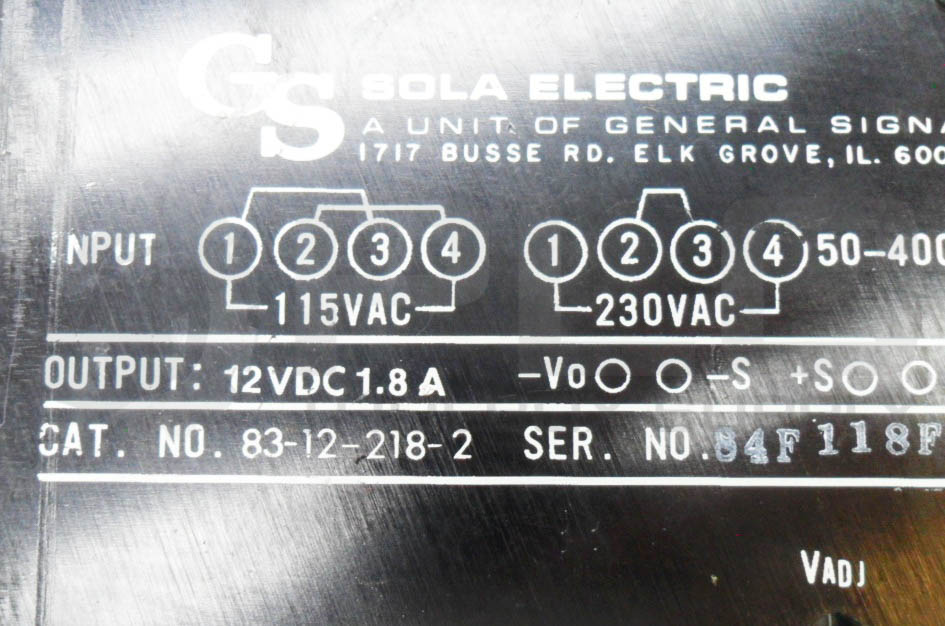 GS SOLA ELECTRIC
A UNIT OF GENERAL SIGNA
1717 BUSSE RD. ELK GROVE, IL. 600
NPUT 1 2 3 4 1 2 3 4 50-400
115VAC 230VAC
OUTPUT: 12VDC 1.8 A -Vo -S +S
CAT. NO. 83-12-218-2 SER. NO. 84F118F
VADJ